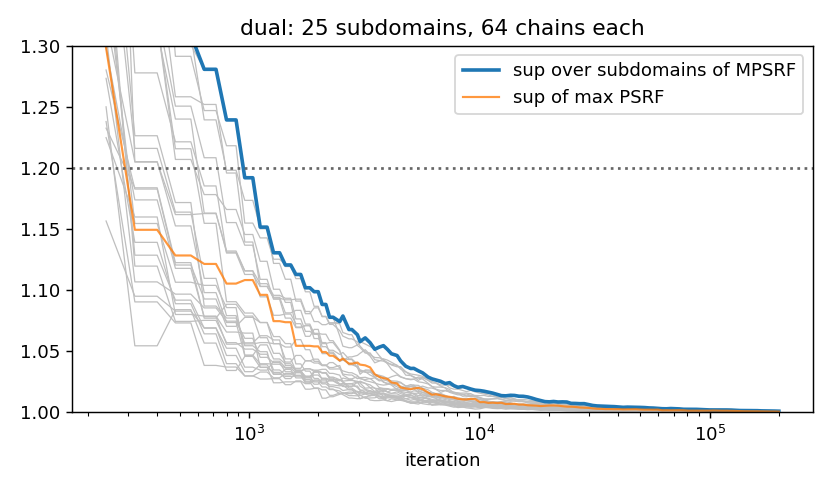 dual: 25 subdomains, 64 chains each
sup over subdomains of MPSRF
sup of max PSRF
1.30
1.25
1.20
1.15
1.10
1.05
1.00
10³
10⁴
10⁵
iteration